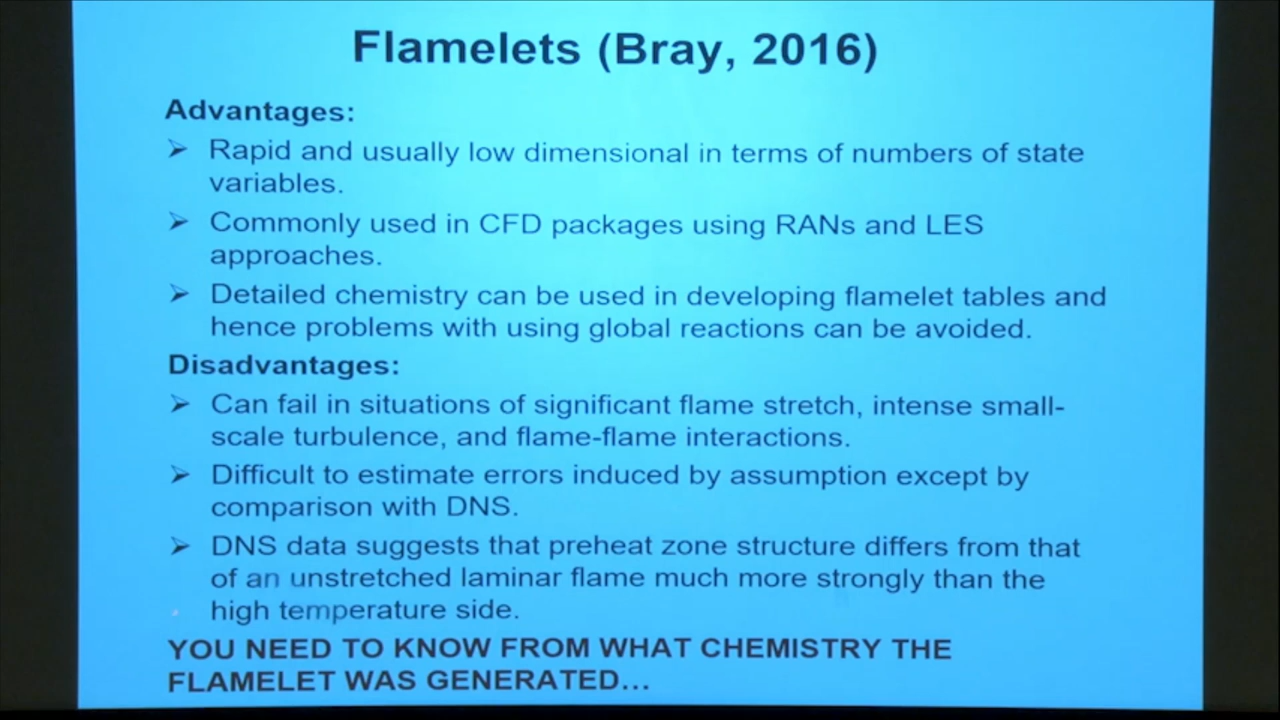 Flamelets (Bray, 2016)
Advantages:
➢ Rapid and usually low dimensional in terms of numbers of state
variables.
➢ Commonly used in CFD packages using RANs and LES
approaches.
➢ Detailed chemistry can be used in developing flamelet tables and
hence problems with using global reactions can be avoided.
Disadvantages:
➢ Can fail in situations of significant flame stretch, intense small-
scale turbulence, and flame-flame interactions.
➢ Difficult to estimate errors induced by assumption except by
comparison with DNS.
➢ DNS data suggests that preheat zone structure differs from that
of an unstretched laminar flame much more strongly than the
high temperature side.
YOU NEED TO KNOW FROM WHAT CHEMISTRY THE
FLAMELET WAS GENERATED...